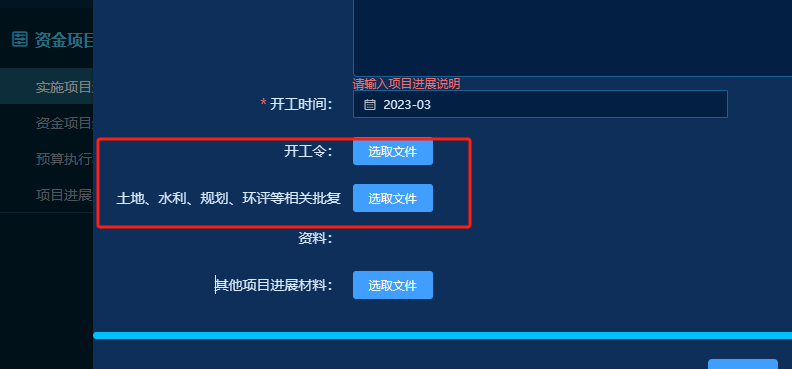 资金项目
实施项目
资金项目
预算执行
项目进展
请输入项目进展说明
* 开工时间： 2023-03
开工令： 选取文件
土地、水利、规划、环评等相关批复 选取文件
资料：
其他项目进展材料： 选取文件